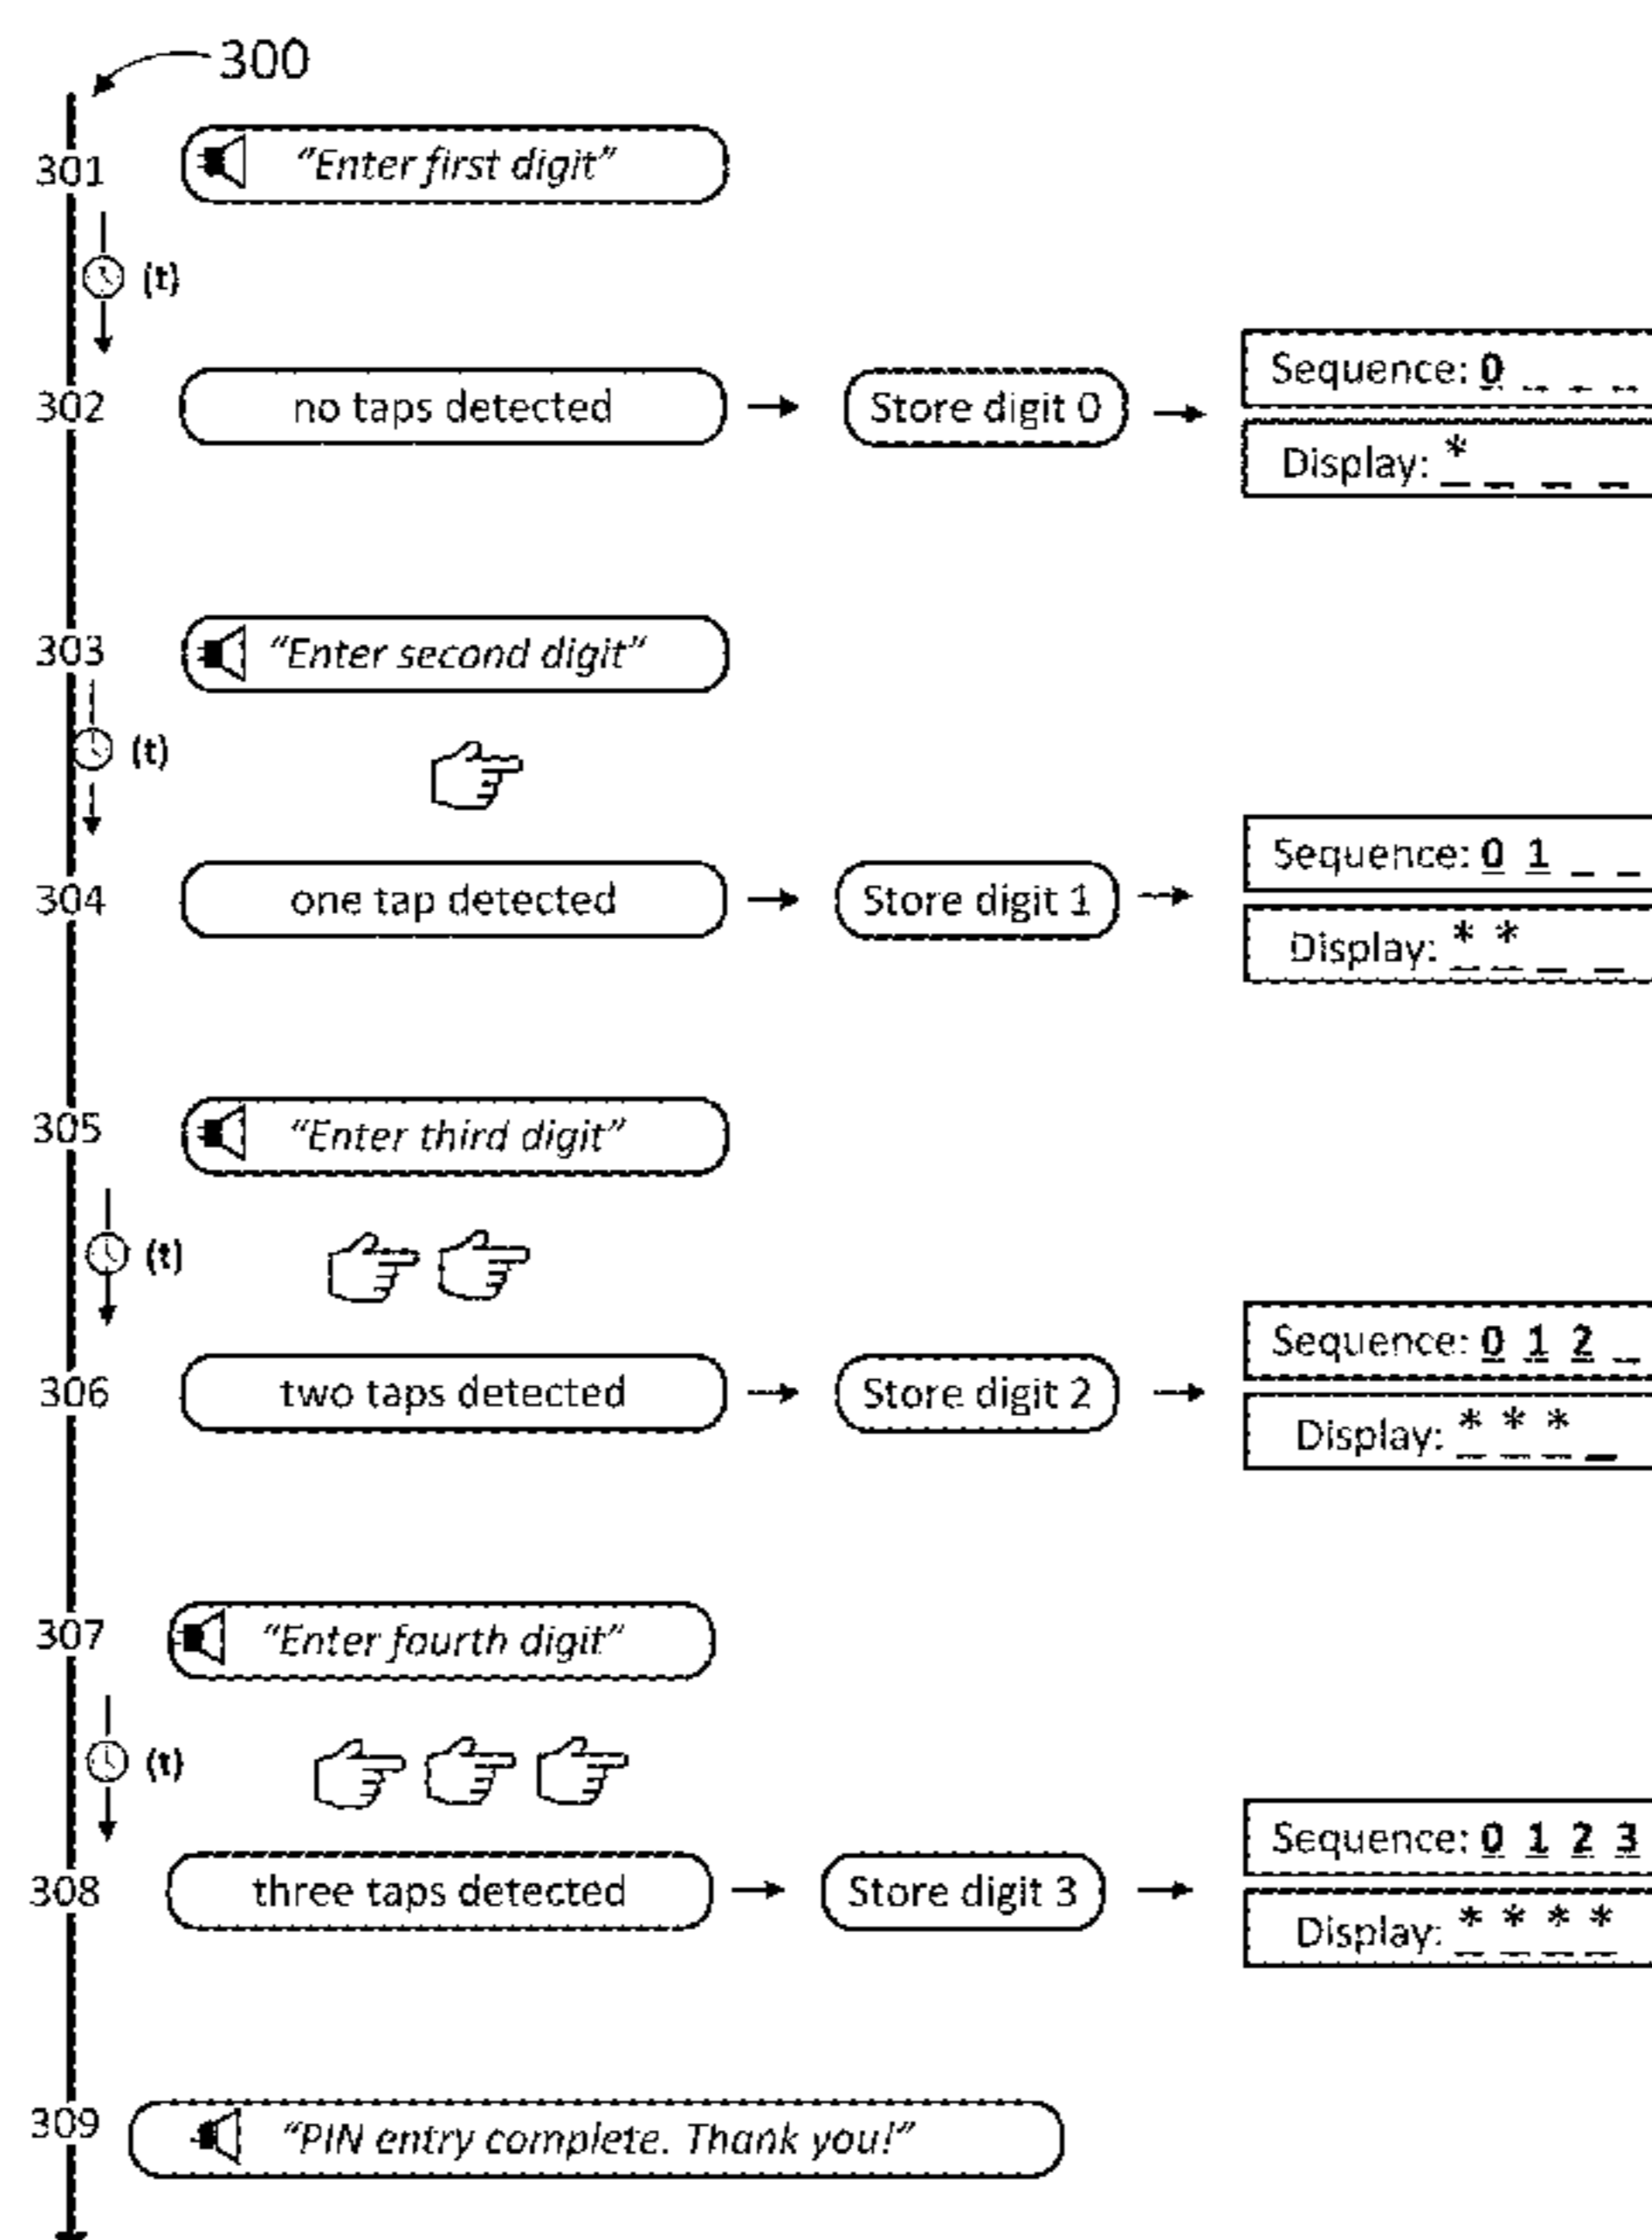 300
301 "Enter first digit"
(t)
302 no taps detected Store digit 0 Sequence: 0 _ _ _
Display: * _ _ _
303 "Enter second digit"
(t)
304 one tap detected Store digit 1 Sequence: 0 1 _ _
Display: * * _ _
305 "Enter third digit"
(t)
306 two taps detected Store digit 2 Sequence: 0 1 2 _
Display: * * * _
307 "Enter fourth digit"
(t)
308 three taps detected Store digit 3 Sequence: 0 1 2 3
Display: * * * *
309 "PIN entry complete. Thank you!"